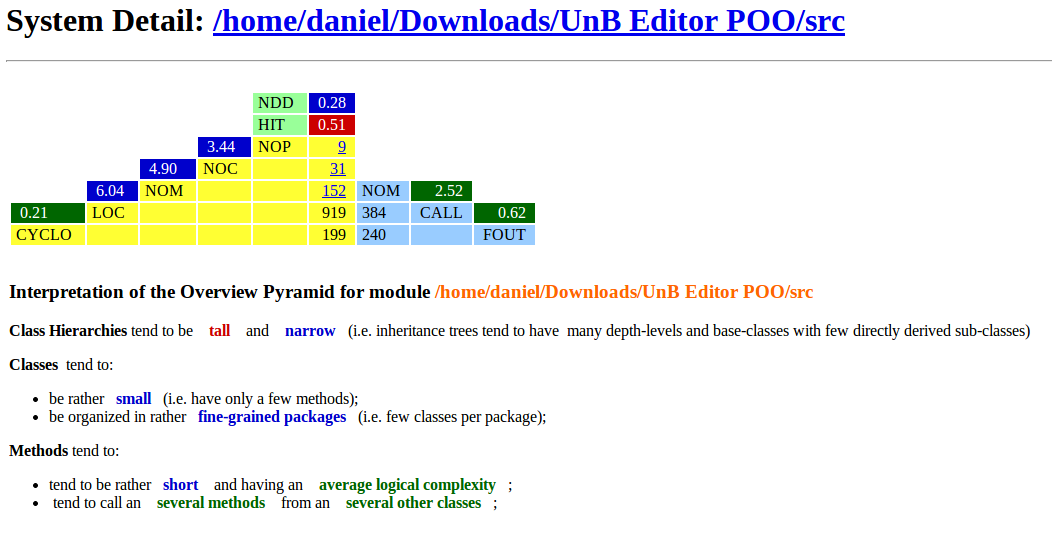 System Detail: /home/daniel/Downloads/UnB Editor POO/src
NDD 0.28
HIT 0.51
3.44 NOP 9
4.90 NOC 31
6.04 NOM 152 NOM 2.52
0.21 LOC 919 384 CALL 0.62
CYCLO 199 240 FOUT
Interpretation of the Overview Pyramid for module /home/daniel/Downloads/UnB Editor POO/src
Class Hierarchies tend to be tall and narrow (i.e. inheritance trees tend to have many depth-levels and base-classes with few directly derived sub-classes)
Classes tend to:
• be rather small (i.e. have only a few methods);
• be organized in rather fine-grained packages (i.e. few classes per package);
Methods tend to:
• tend to be rather short and having an average logical complexity ;
• tend to call an several methods from an several other classes ;